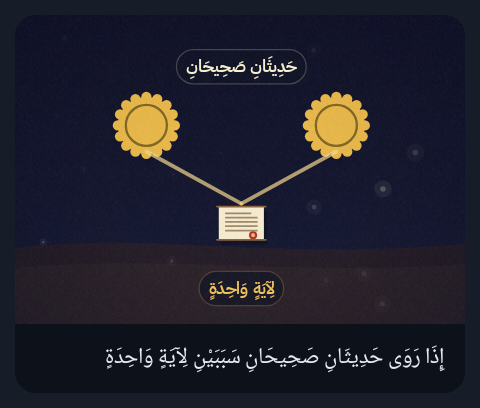 حَدِيثَانِ صَحِيحَانِ
لِآيَةٍ وَاحِدَةٍ
إِذَا رَوَى حَدِيثَانِ صَحِيحَانِ سَبَبَيْنِ لِآيَةٍ وَاحِدَةٍ